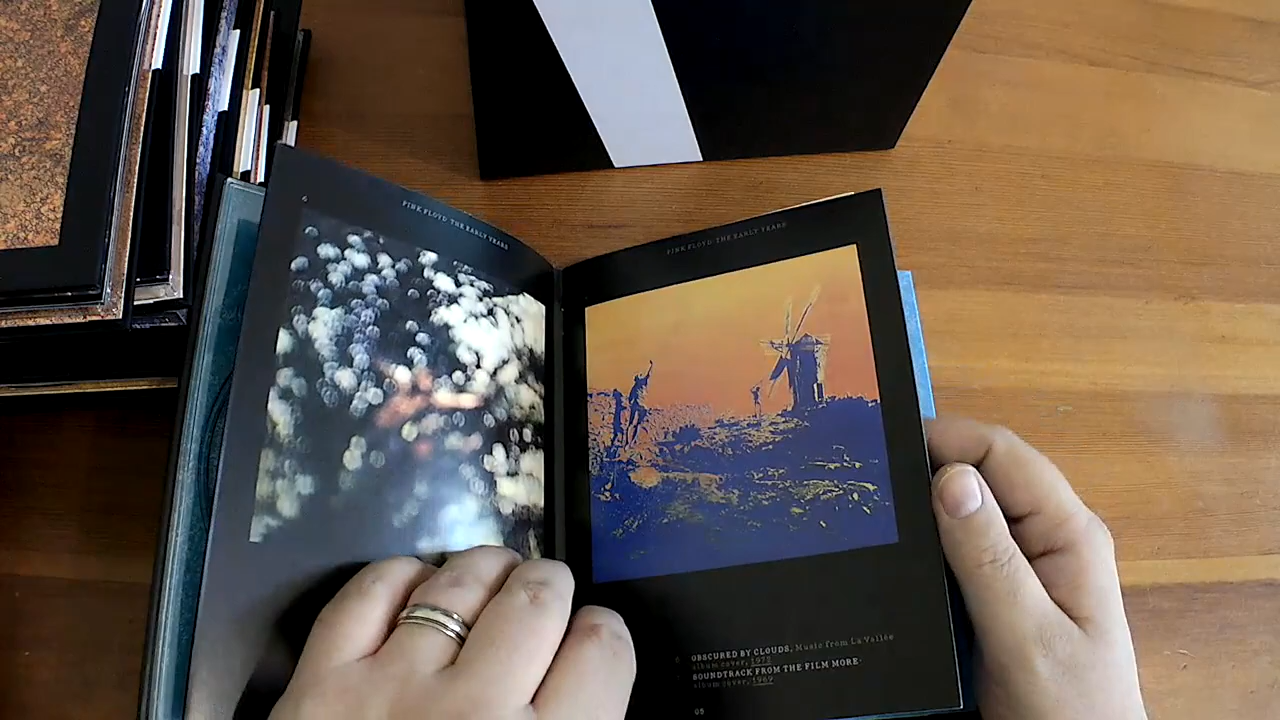 6
PINK FLOYD THE EARLY YEARS
PINK FLOYD THE EARLY YEARS
OBSCURED BY CLOUDS, Music from La Vallée
album cover, 1972
SOUNDTRACK FROM THE FILM MORE
album cover, 1969